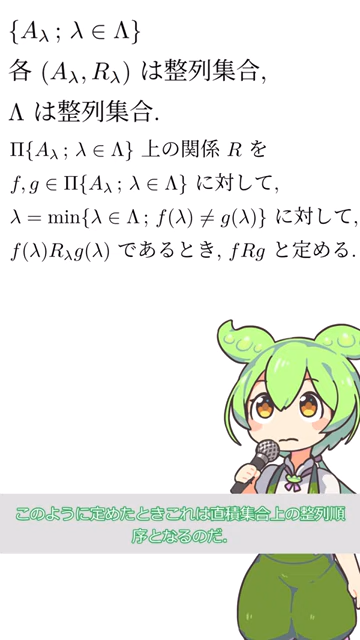 {A_λ ; λ ∈ Λ}
各 (A_λ, R_λ) は整列集合,
Λ は整列集合.
Π{A_λ ; λ ∈ Λ} 上の関係 R を
f, g ∈ Π{A_λ ; λ ∈ Λ} に対して,
λ = min{λ ∈ Λ ; f(λ) ≠ g(λ)} に対して,
f(λ)R_λg(λ) であるとき, fRg と定める.
このように定めたときこれは直積集合上の整列順
序となるのだ.